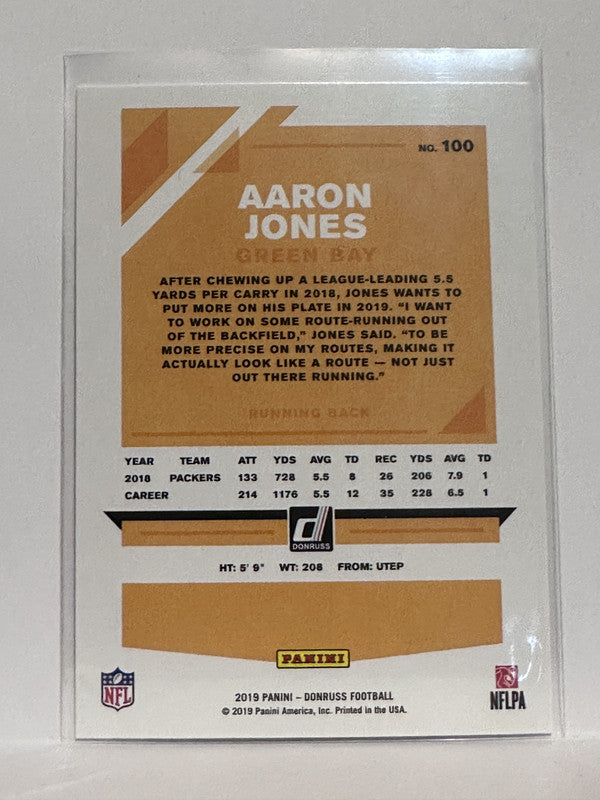 NO. 100
AARON
JONES
GREEN BAY
AFTER CHEWING UP A LEAGUE-LEADING 5.5
YARDS PER CARRY IN 2018, JONES WANTS TO
PUT MORE ON HIS PLATE IN 2019. “I WANT
TO WORK ON SOME ROUTE-RUNNING OUT
OF THE BACKFIELD,” JONES SAID. “TO BE
MORE PRECISE ON MY ROUTES, MAKING IT
ACTUALLY LOOK LIKE A ROUTE — NOT JUST
OUT THERE RUNNING.”
RUNNING BACK
YEAR TEAM ATT YDS AVG TD REC YDS AVG TD
2018 PACKERS 133 728 5.5 8 26 206 7.9 1
CAREER 214 1176 5.5 12 35 228 6.5 1
d
DONRUSS
HT: 5' 9" WT: 208 FROM: UTEP
PANINI
NFL
NFLPA
2019 PANINI – DONRUSS FOOTBALL
© 2019 Panini America, Inc. Printed in the USA.